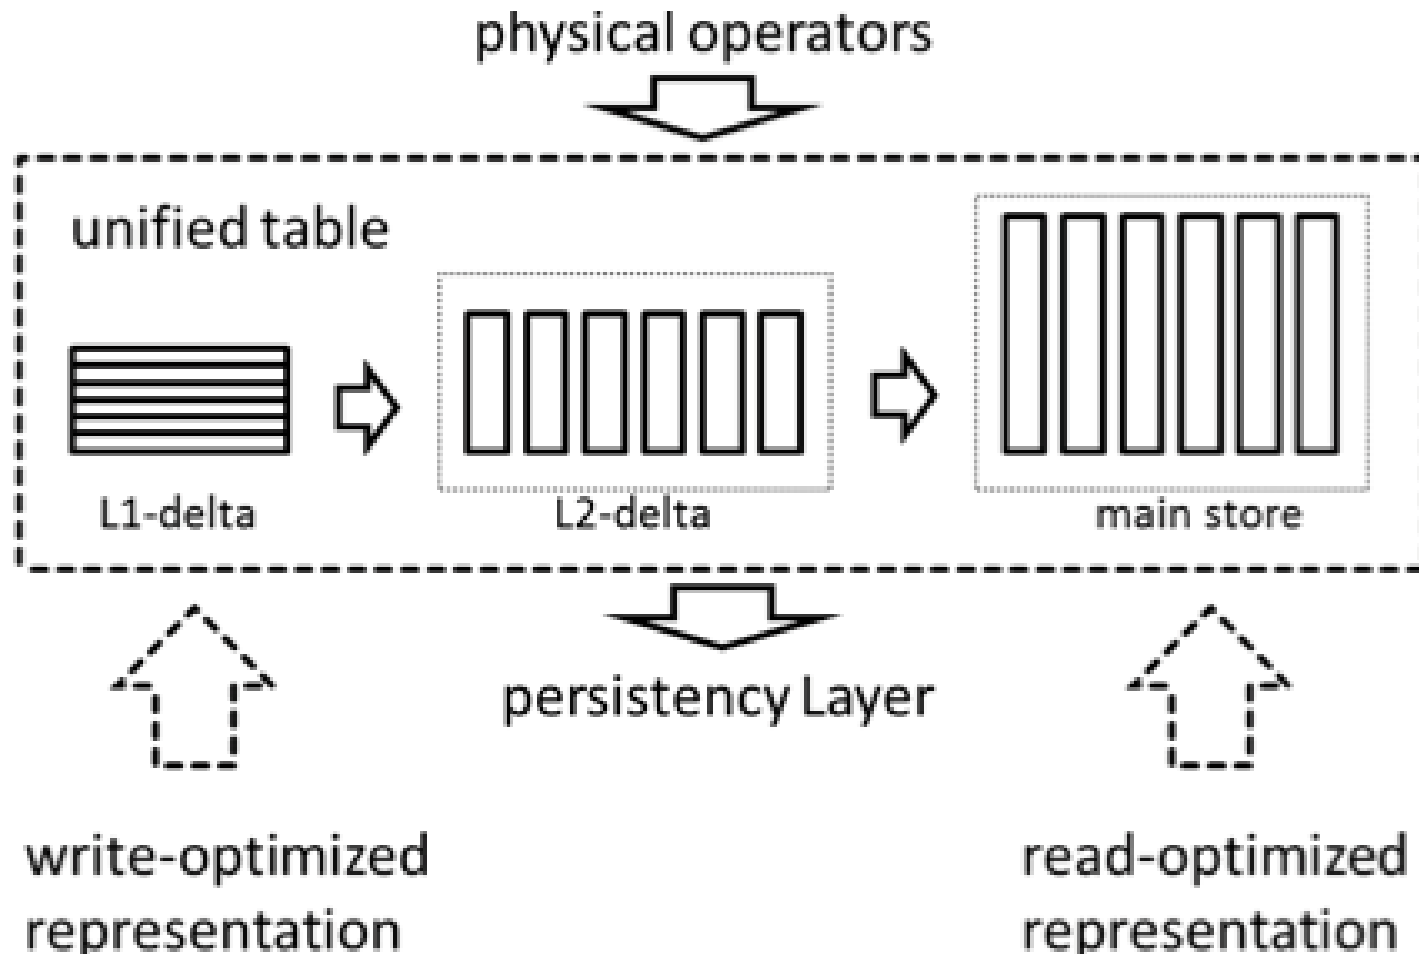 physical operators
unified table
L1-delta
L2-delta
main store
persistency Layer
write-optimized
representation
read-optimized
representation